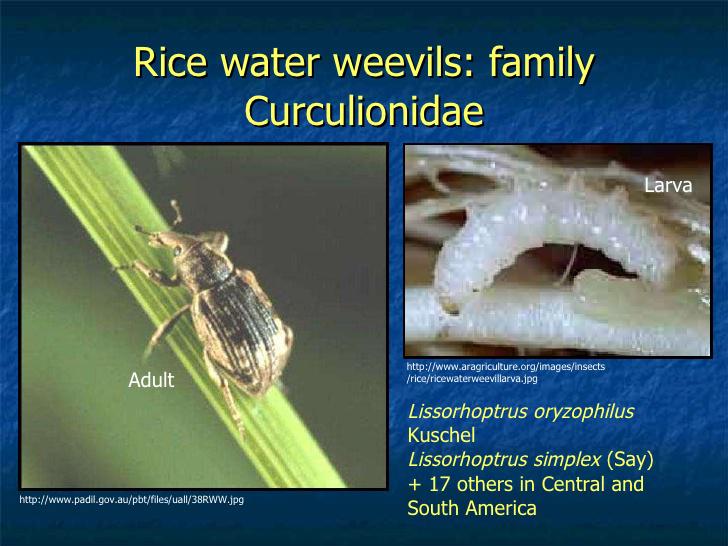 Rice water weevils: family
Curculionidae
Larva
Adult
http://www.aragriculture.org/images/insects
/rice/ricewaterweevillarva.jpg
Lissorhoptrus oryzophilus
Kuschel
Lissorhoptrus simplex (Say)
+ 17 others in Central and
South America
http://www.padil.gov.au/pbt/files/uall/38RWW.jpg